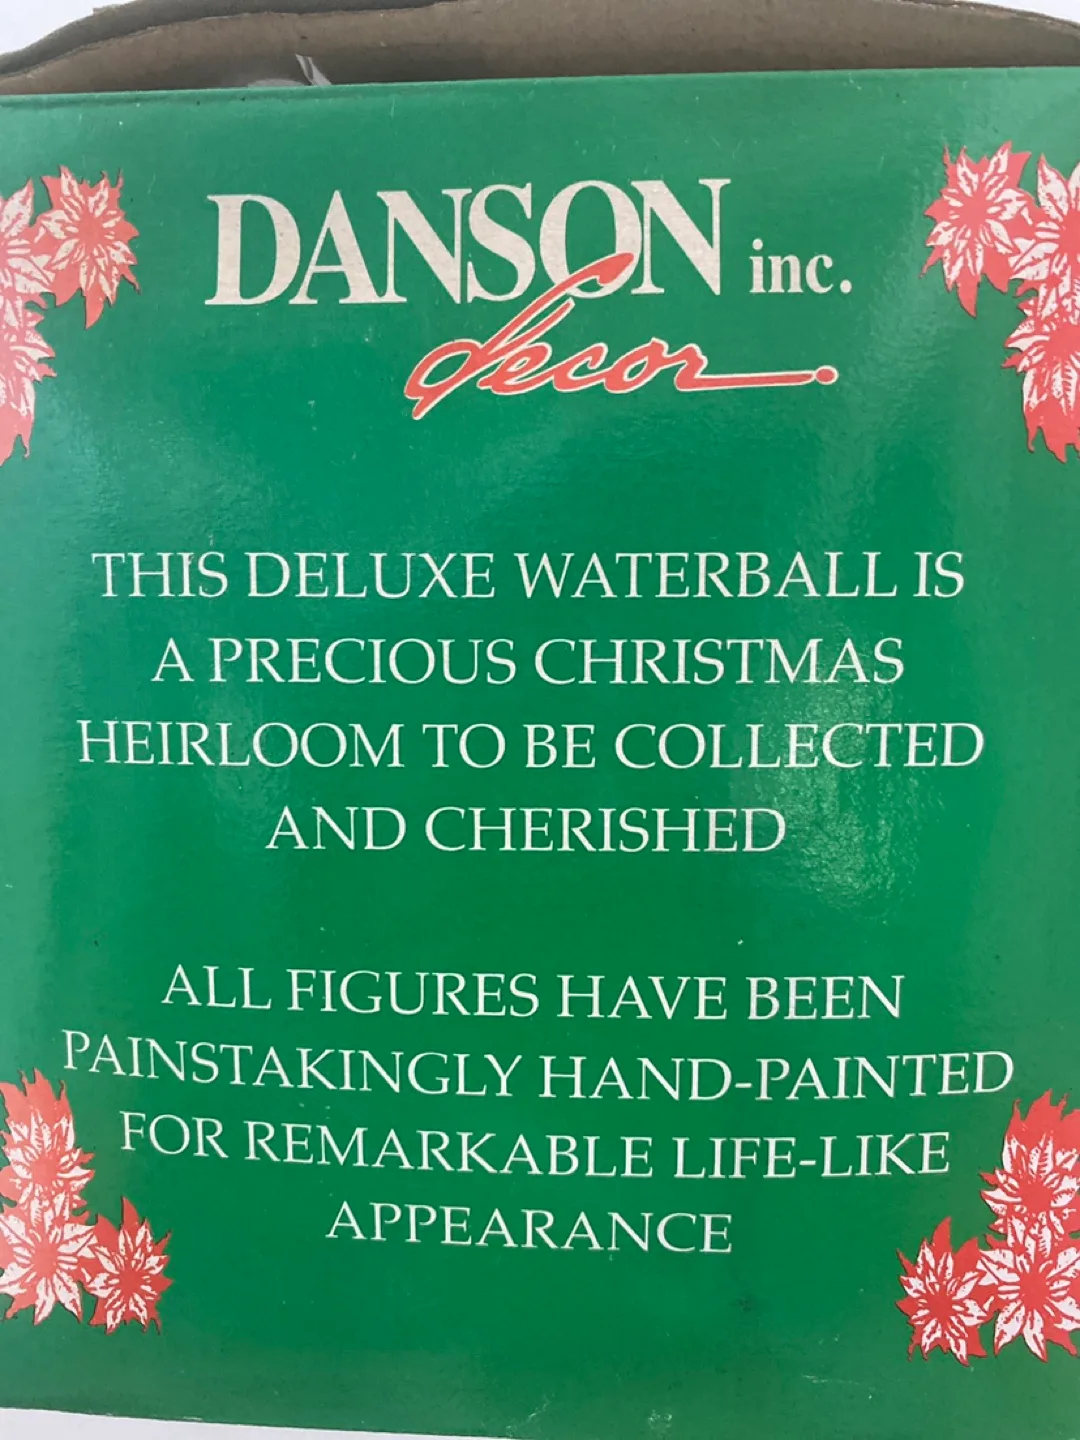 DANSON inc.
decor
THIS DELUXE WATERBALL IS
A PRECIOUS CHRISTMAS
HEIRLOOM TO BE COLLECTED
AND CHERISHED
ALL FIGURES HAVE BEEN
PAINSTAKINGLY HAND-PAINTED
FOR REMARKABLE LIFE-LIKE
APPEARANCE